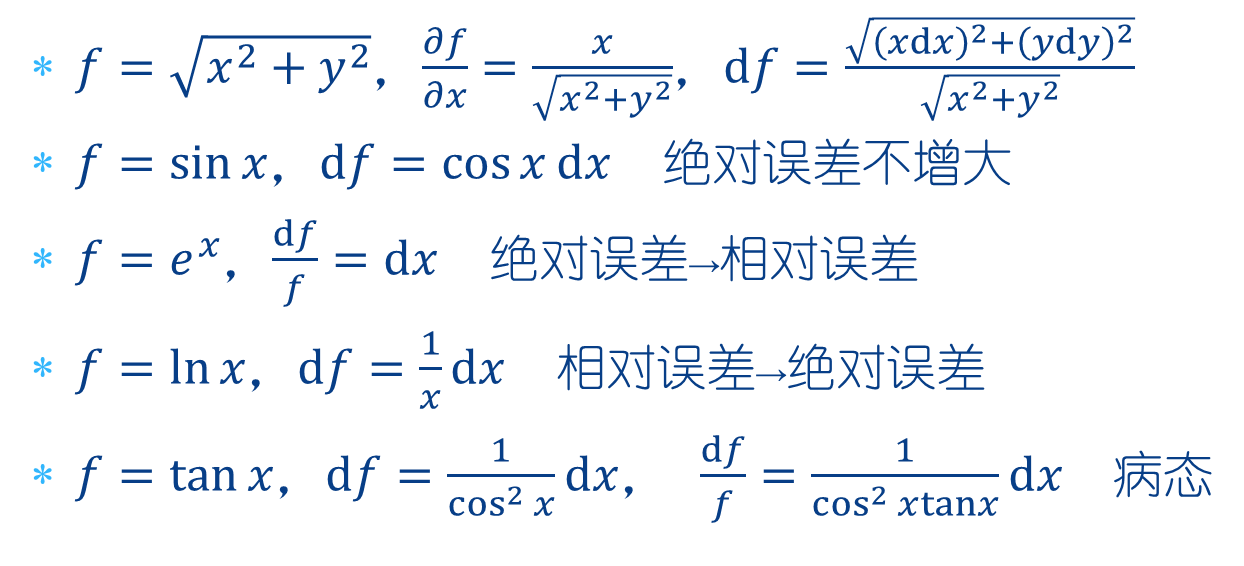 * f = √(x² + y²), ∂f/∂x = x/√(x²+y²), df = √((xdx)²+(ydy)²)/√(x²+y²)
* f = sin x, df = cos x dx 绝对误差不增大
* f = eˣ, df/f = dx 绝对误差→相对误差
* f = ln x, df = 1/x dx 相对误差→绝对误差
* f = tan x, df = 1/cos² x dx, df/f = 1/cos² xtanx dx 病态